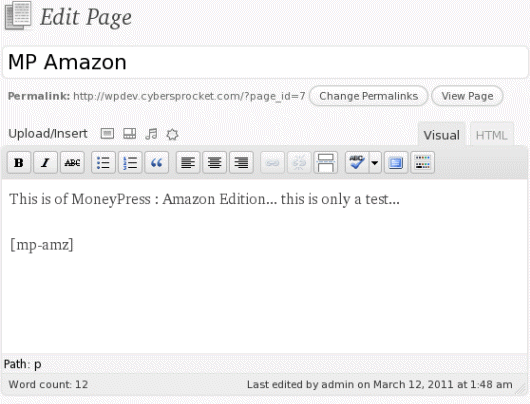 Edit Page
MP Amazon
Permalink: http://wpdev.cybersprocket.com/?page_id=7 Change Permalinks View Page
Upload/Insert Visual HTML
B I ABC “ ABC
This is of MoneyPress : Amazon Edition... this is only a test...
[mp-amz]
Path: p
Word count: 12 Last edited by admin on March 12, 2011 at 1:48 am